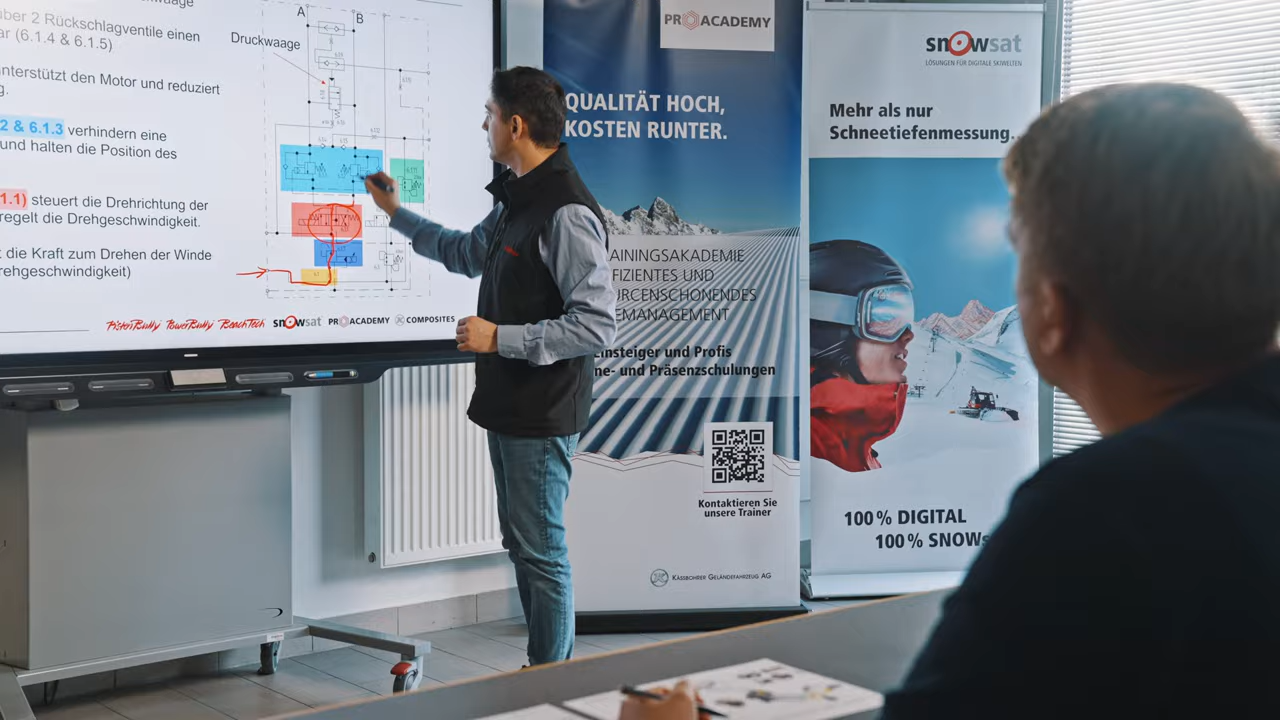 über 2 Rückschlagventile einen
(6.1.4 & 6.1.5)
unterstützt den Motor und reduziert
2 & 6.1.3 verhindern eine
und halten die Position des
1.1) steuert die Drehrichtung der
regelt die Drehgeschwindigkeit.
t die Kraft zum Drehen der Winde
rehgeschwindigkeit)
A B
Druckwaage
PistenBully PowerBully BeachTech snowsat PROACADEMY COMPOSITES
PROACADEMY
QUALITÄT HOCH,
KOSTEN RUNTER.
AININGSAKADEMIE
FIZIENTES UND
URCENSCHONENDES
EMANAGEMENT
Einsteiger und Profis
ne- und Präsenzschulungen
Kontaktieren Sie
unsere Trainer
KÄSSBOHRER GELÄNDEFAHRZEUG AG
snowsat
LÖSUNGEN FÜR DIGITALE SKIWELTEN
Mehr als nur
Schneetiefenmessung.
100 % DIGITAL
100 % SNOWs